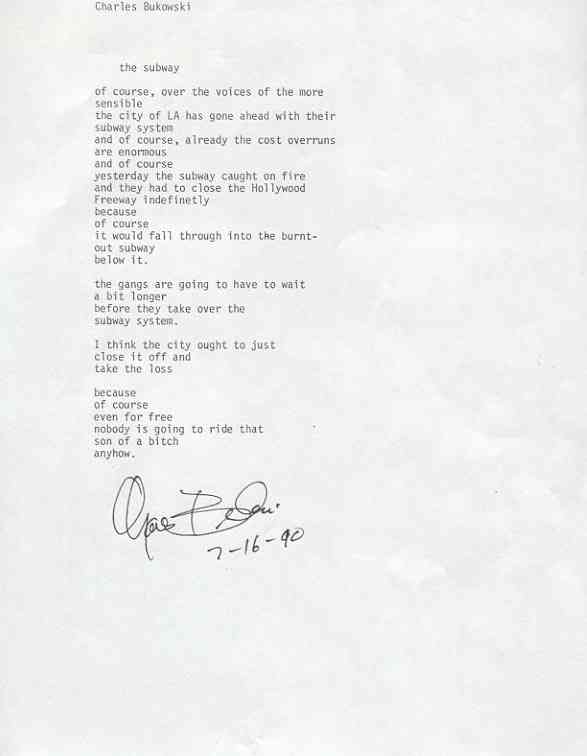 Charles Bukowski
the subway
of course, over the voices of the more
sensible
the city of LA has gone ahead with their
subway system
and of course, already the cost overruns
are enormous
and of course
yesterday the subway caught on fire
and they had to close the Hollywood
Freeway indefinetly
because
of course
it would fall through into the burnt-
out subway
below it.
the gangs are going to have to wait
a bit longer
before they take over the
subway system.
I think the city ought to just
close it off and
take the loss
because
of course
even for free
nobody is going to ride that
son of a bitch
anyhow.
7-16-90